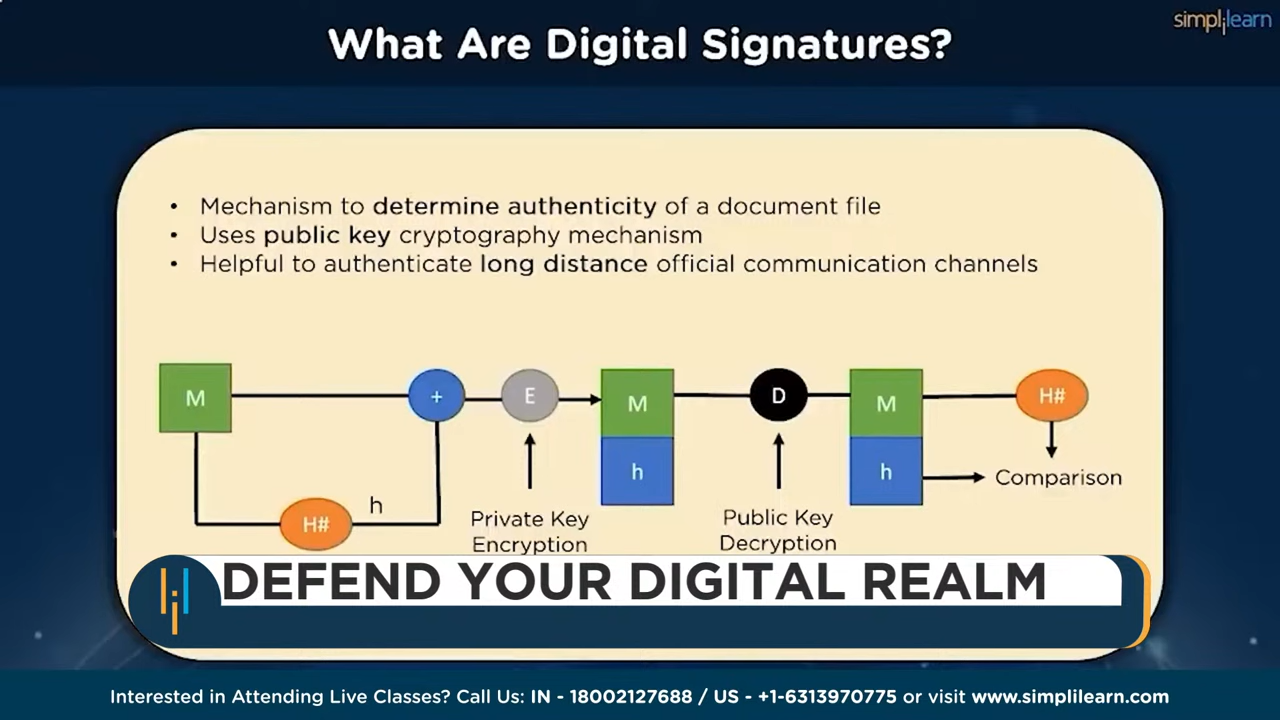 simplilearn
What Are Digital Signatures?
• Mechanism to determine authenticity of a document file
• Uses public key cryptography mechanism
• Helpful to authenticate long distance official communication channels
M
+
E
M
D
M
H#
h
h
Comparison
h
H#
Private Key
Encryption
Public Key
Decryption
DEFEND YOUR DIGITAL REALM
Interested in Attending Live Classes? Call Us: IN - 18002127688 / US - +1-6313970775 or visit www.simplilearn.com